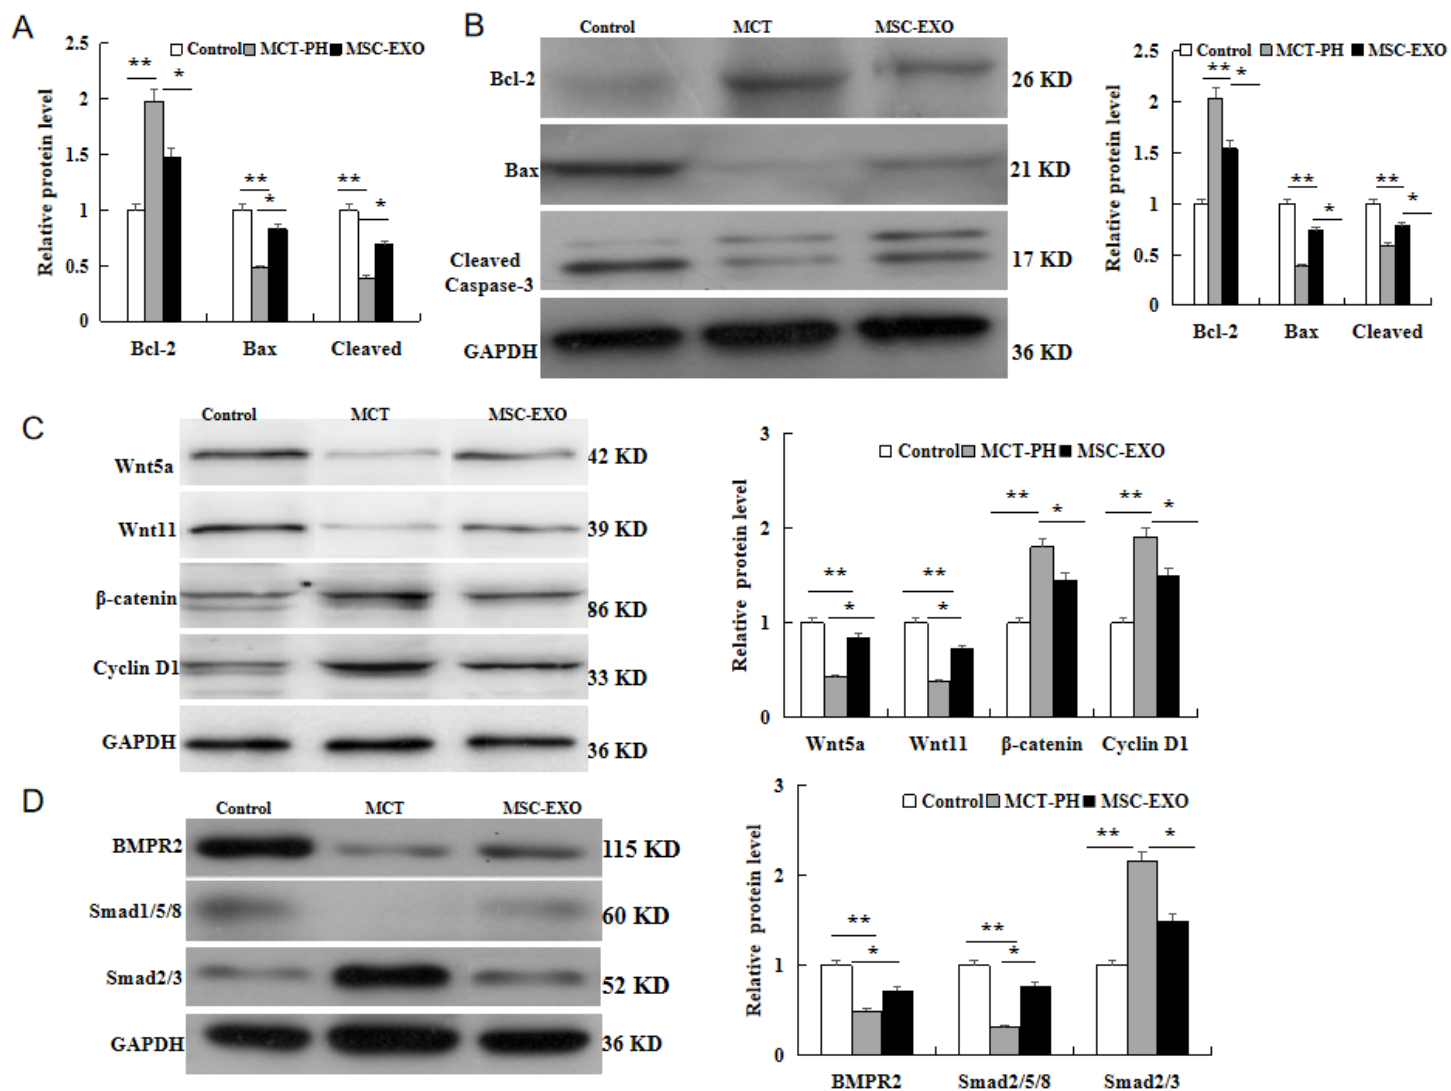 A
Relative protein level
2.5
2
1.5
1
0.5
0
Control MCT-PH MSC-EXO
** *
** *
** *
Bcl-2 Bax Cleaved
B
Control MCT MSC-EXO
Bcl-2 26 KD
Bax 21 KD
Cleaved
Caspase-3 17 KD
GAPDH 36 KD
Relative protein level
2.5
2
1.5
1
0.5
0
Control MCT-PH MSC-EXO
** *
** *
** *
Bcl-2 Bax Cleaved
C
Control MCT MSC-EXO
Wnt5a 42 KD
Wnt11 39 KD
β-catenin 86 KD
Cyclin D1 33 KD
GAPDH 36 KD
Relative protein level
3
2
1
0
Control MCT-PH MSC-EXO
** *
** *
** *
** *
Wnt5a Wnt11 β-catenin Cyclin D1
D
Control MCT MSC-EXO
BMPR2 115 KD
Smad1/5/8 60 KD
Smad2/3 52 KD
GAPDH 36 KD
Relative protein level
3
2
1
0
Control MCT-PH MSC-EXO
** *
** *
** *
BMPR2 Smad2/5/8 Smad2/3